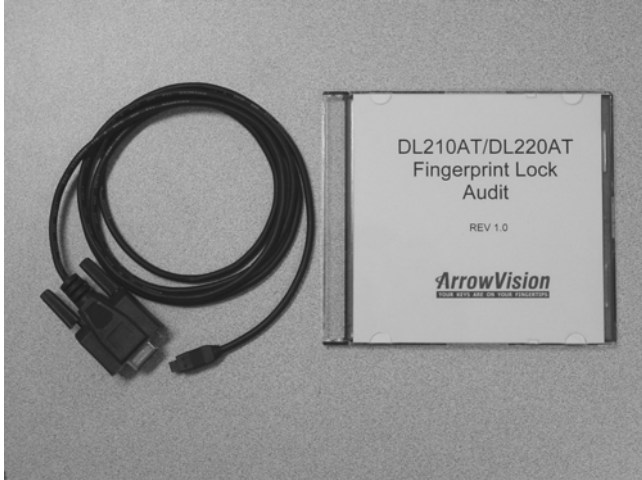 DL210AT/DL220AT
Fingerprint Lock
Audit
REV 1.0
ArrowVision
YOUR KEYS ARE ON YOUR FINGERTIPS